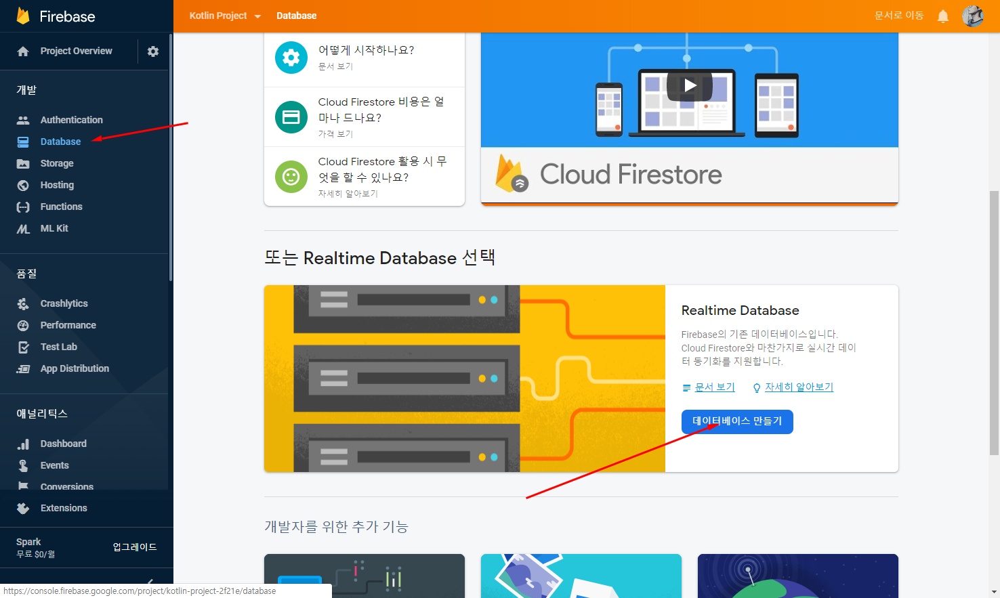 Firebase
Kotlin Project
Database
문서로 이동
Project Overview
개발
Authentication
Database
Storage
Hosting
Functions
ML Kit
품질
Crashlytics
Performance
Test Lab
App Distribution
애널리틱스
Dashboard
Events
Conversions
Extensions
Spark
무료 $0/월
업그레이드
어떻게 시작하나요?
문서 보기
Cloud Firestore 비용은 얼
마나 드나요?
가격 보기
Cloud Firestore 활용 시 무
엇을 할 수 있나요?
자세히 알아보기
Cloud Firestore
또는 Realtime Database 선택
Realtime Database
Firebase의 기존 데이터베이스입니다.
Cloud Firestore와 마찬가지로 실시간 데이
터 동기화를 지원합니다.
문서 보기
자세히 알아보기
데이터베이스 만들기
개발자를 위한 추가 기능
https://console.firebase.google.com/project/kotlin-project-2f21e/database